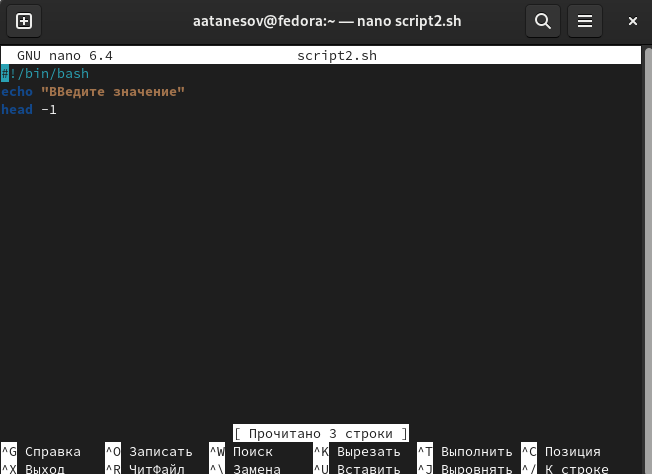 aatanesov@fedora:~ — nano script2.sh
GNU nano 6.4 script2.sh
#!/bin/bash
echo "ВВедите значение"
head -1
[ Прочитано 3 строки ]
^G Справка ^O Записать ^W Поиск ^K Вырезать ^T Выполнить ^C Позиция
^X Выход ^R ЧитФайл ^\ Замена ^U Вставить ^J Выровнять ^/ К строке